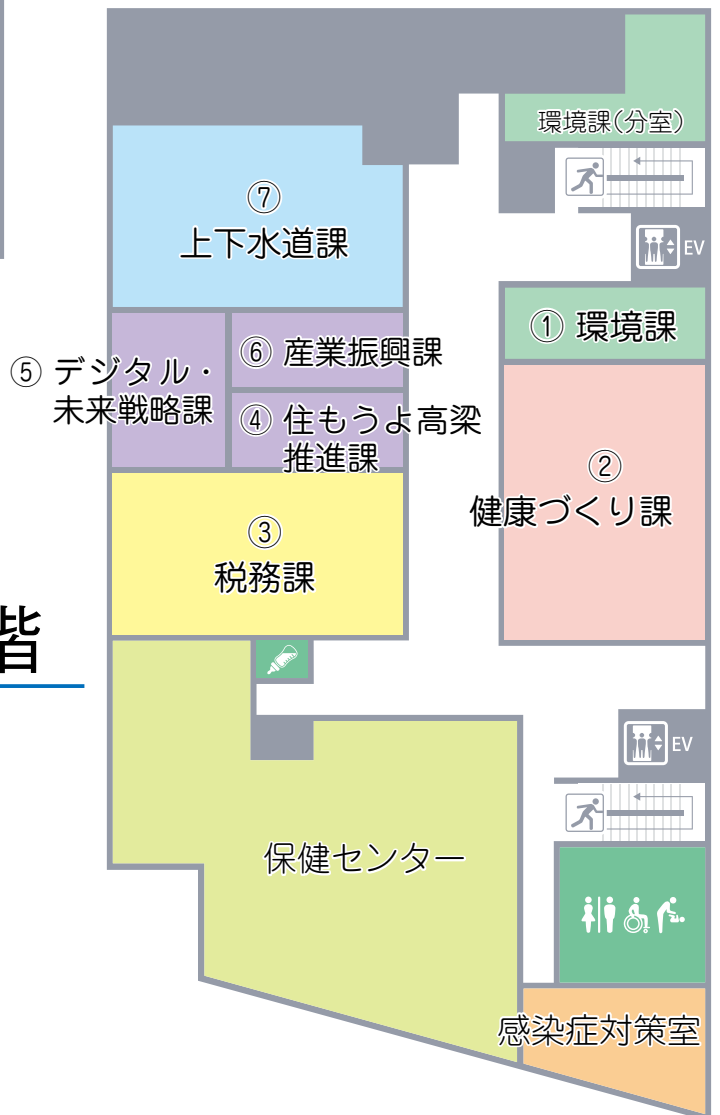 環境課(分室)
EV
⑦
上下水道課
① 環境課
⑥ 産業振興課
⑤ デジタル・
未来戦略課
④ 住もうよ高梁
推進課
②
健康づくり課
③
税務課
階
EV
保健センター
感染症対策室